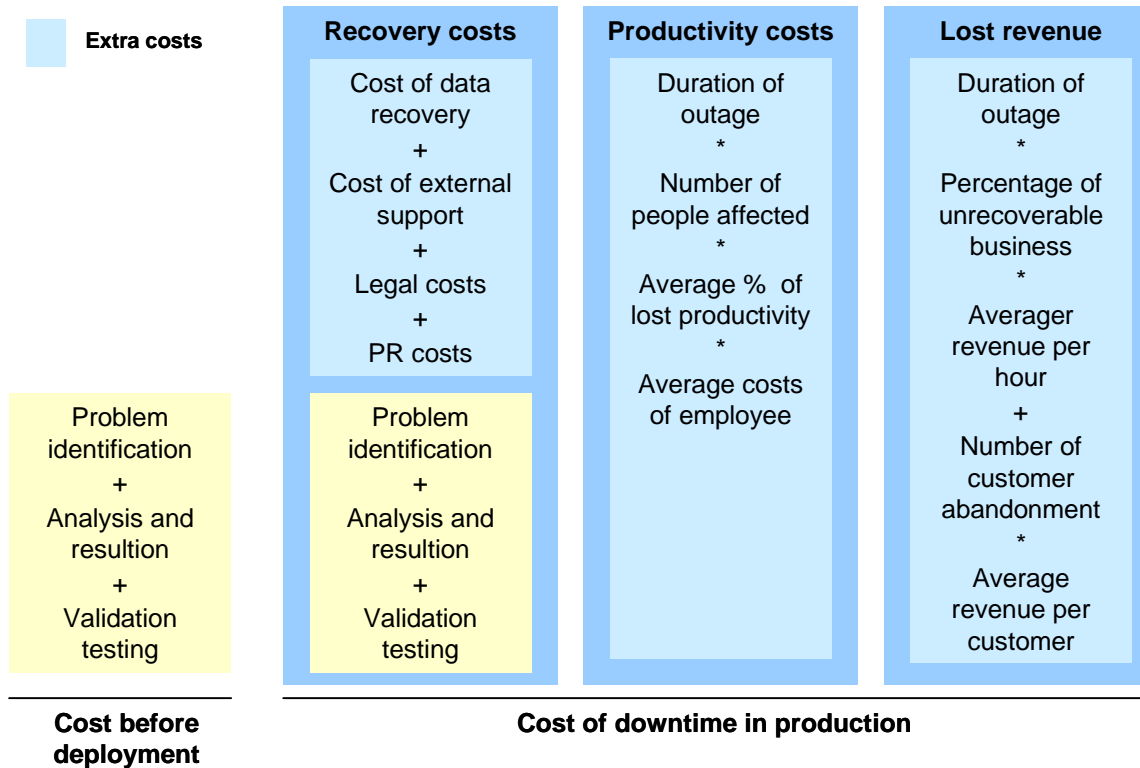 Extra costs
Recovery costs
Cost of data
recovery
+
Cost of external
support
+
Legal costs
+
PR costs
Problem
identification
+
Analysis and
resultion
+
Validation
testing
Productivity costs
Duration of
outage
*
Number of
people affected
*
Average % of
lost productivity
*
Average costs
of employee
Lost revenue
Duration of
outage
*
Percentage of
unrecoverable
business
*
Averager
revenue per
hour
+
Number of
customer
abandonment
*
Average
revenue per
customer
Problem
identification
+
Analysis and
resultion
+
Validation
testing
Cost before
deployment
Cost of downtime in production